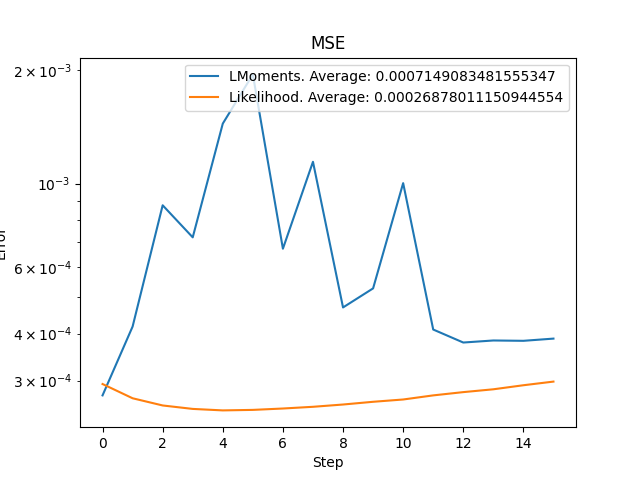 MSE
LMoments. Average: 0.0007149083481555347
Likelihood. Average: 0.00026878011150944554
2 × 10⁻³
10⁻³
6 × 10⁻⁴
4 × 10⁻⁴
3 × 10⁻⁴
Error
0 2 4 6 8 10 12 14
Step